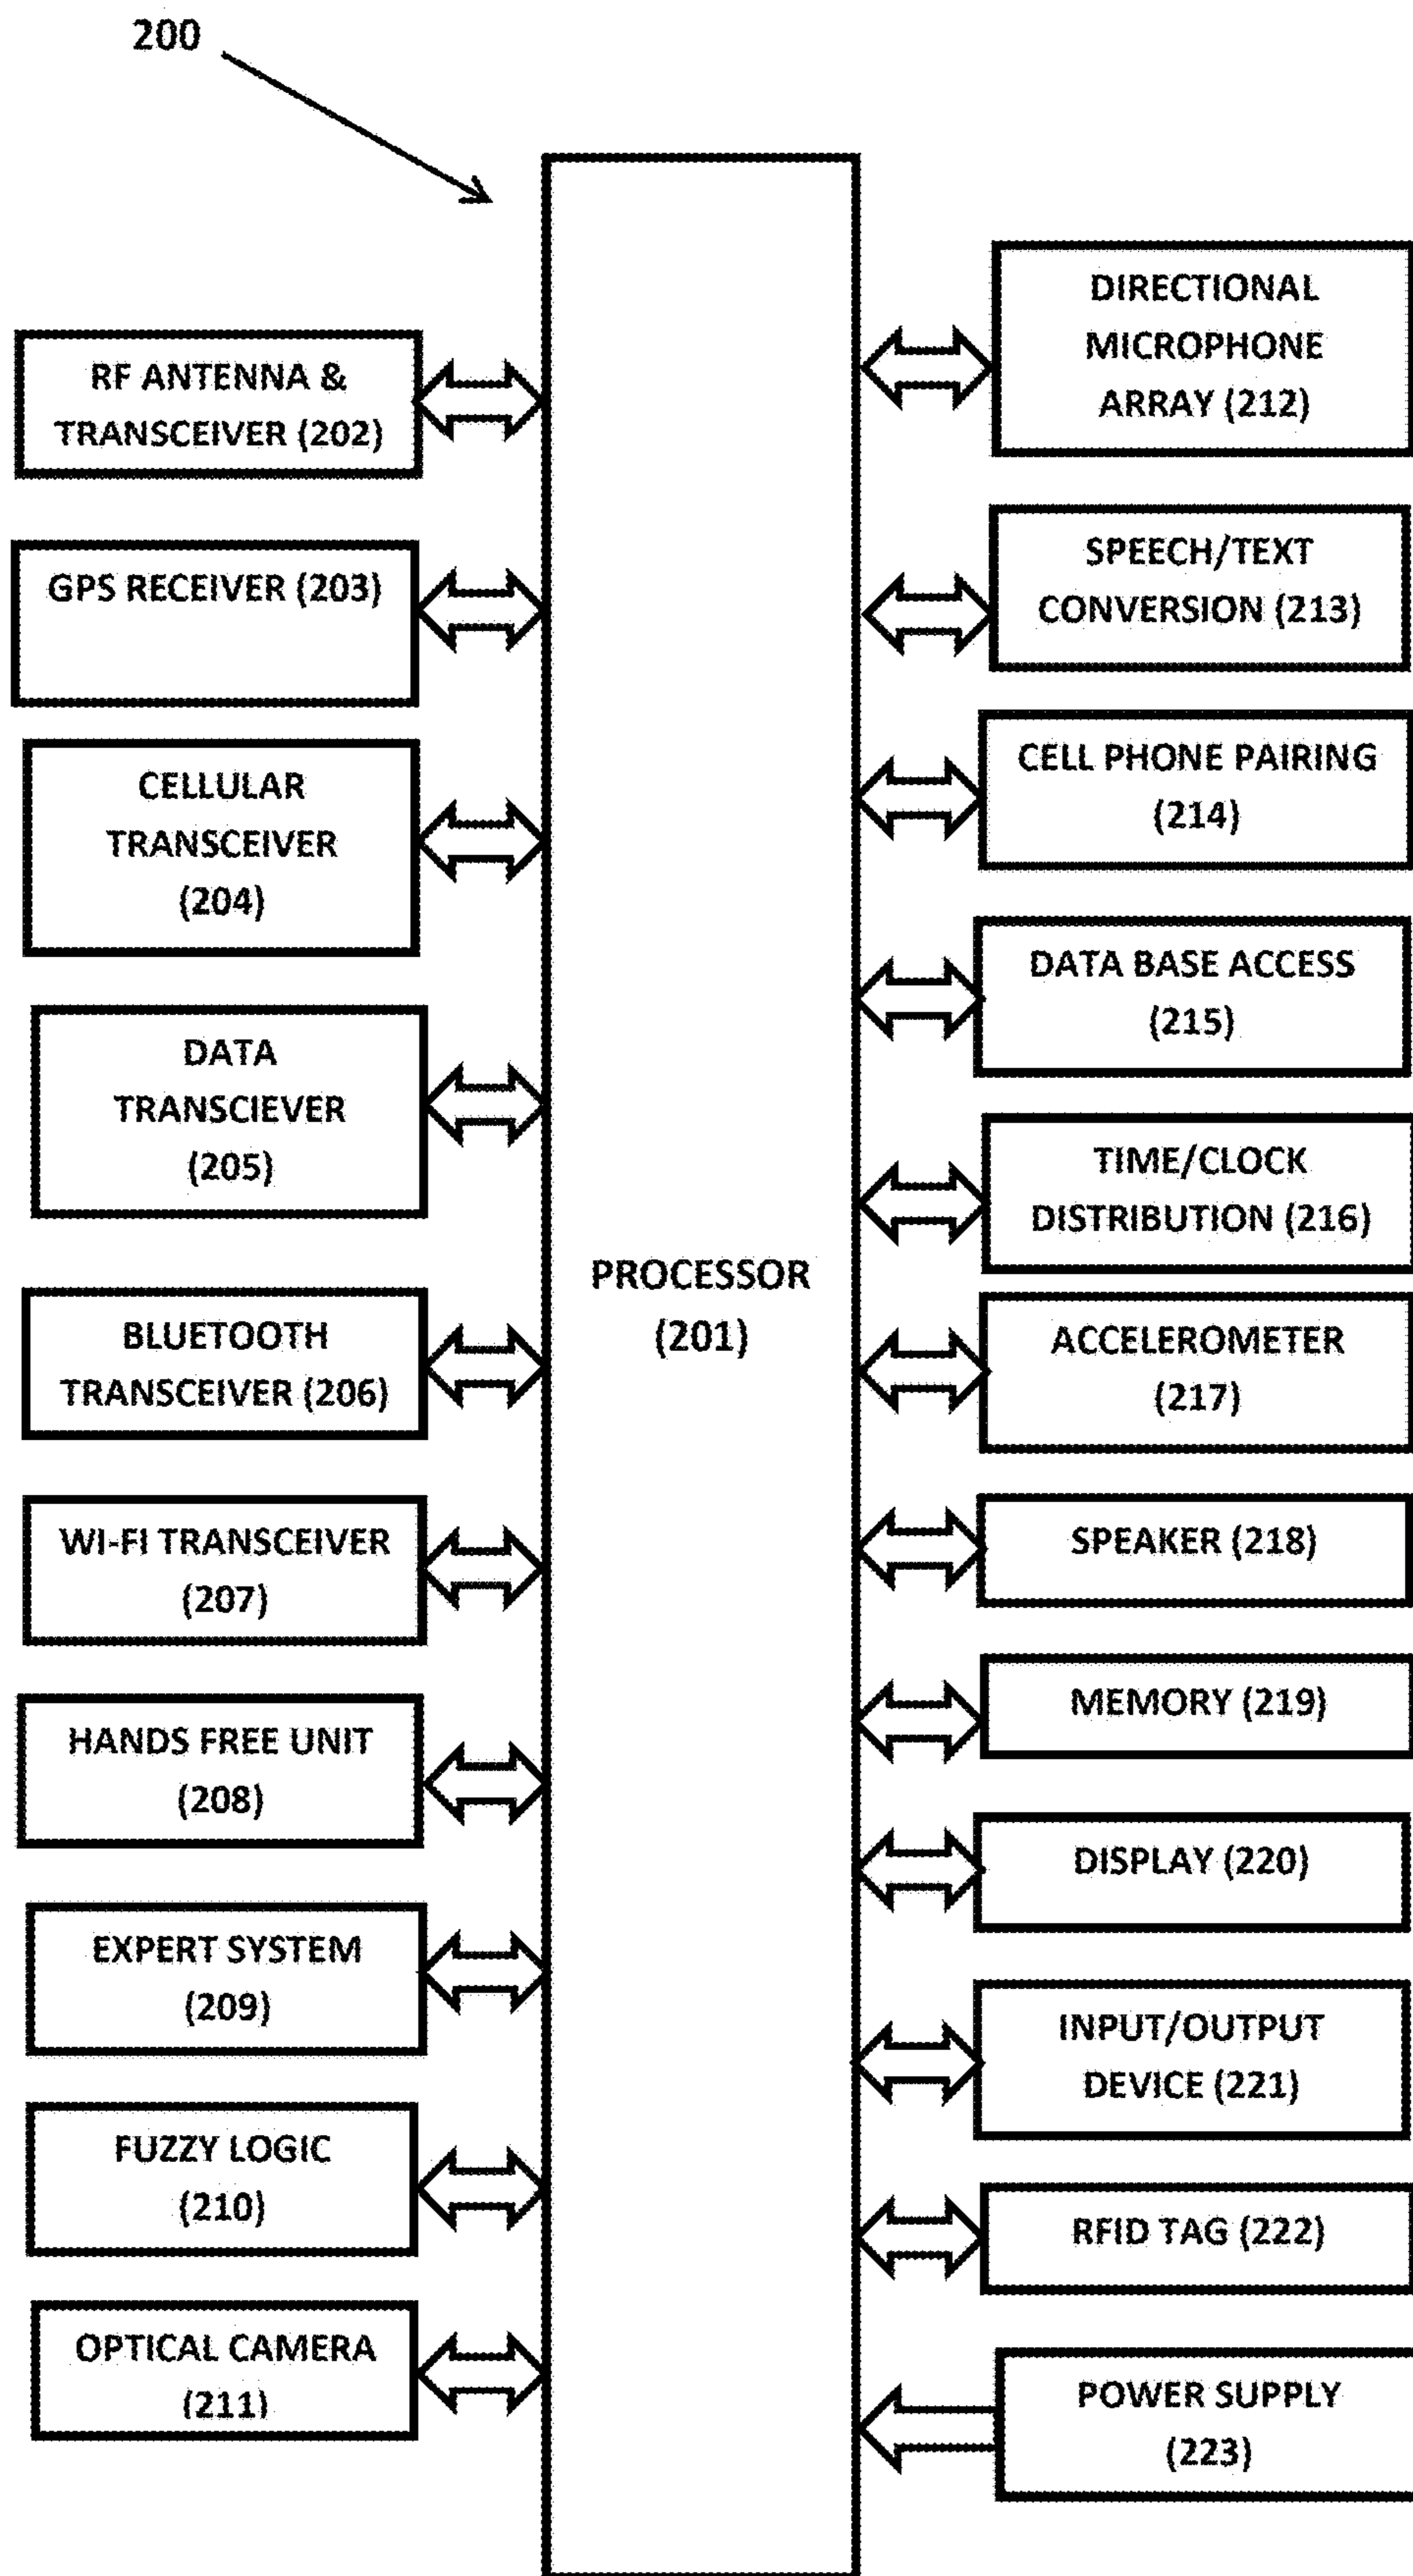 200
RF ANTENNA &
TRANSCEIVER (202)
GPS RECEIVER (203)
CELLULAR
TRANSCEIVER
(204)
DATA
TRANSCIEVER
(205)
BLUETOOTH
TRANSCEIVER (206)
WI-FI TRANSCEIVER
(207)
HANDS FREE UNIT
(208)
EXPERT SYSTEM
(209)
FUZZY LOGIC
(210)
OPTICAL CAMERA
(211)
PROCESSOR
(201)
DIRECTIONAL
MICROPHONE
ARRAY (212)
SPEECH/TEXT
CONVERSION (213)
CELL PHONE PAIRING
(214)
DATA BASE ACCESS
(215)
TIME/CLOCK
DISTRIBUTION (216)
ACCELEROMETER
(217)
SPEAKER (218)
MEMORY (219)
DISPLAY (220)
INPUT/OUTPUT
DEVICE (221)
RFID TAG (222)
POWER SUPPLY
(223)